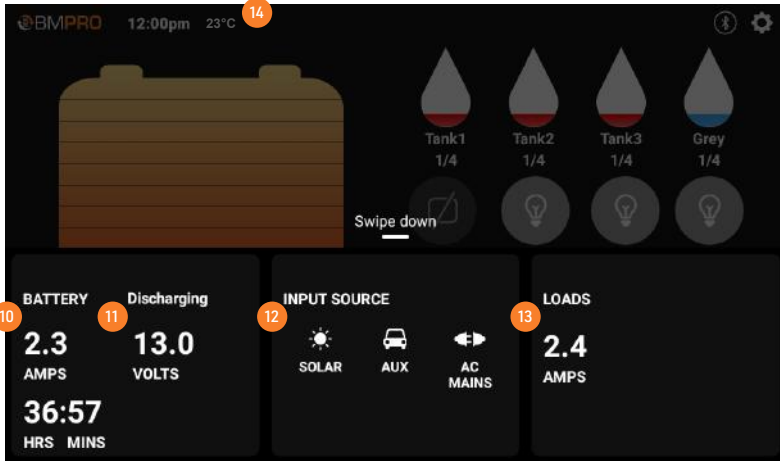 BMPRO 12:00pm 23°C 14
Tank1 Tank2 Tank3 Grey
1/4 1/4 1/4 1/4
Swipe down
BATTERY Discharging
10 11
2.3 13.0
AMPS VOLTS
36:57
HRS MINS
INPUT SOURCE
12
SOLAR AUX AC
MAINS
LOADS
13
2.4
AMPS